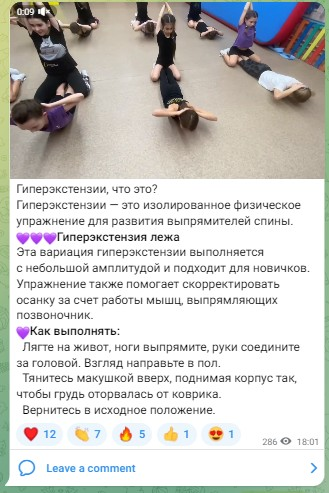 0:09
Гиперэкстензии, что это?
Гиперэкстензии — это изолированное физическое
упражнение для развития выпрямителей спины.
💜💜💜Гиперэкстензия лежа
Эта вариация гиперэкстензии выполняется
с небольшой амплитудой и подходит для новичков.
Упражнение также помогает скорректировать
осанку за счет работы мышц, выпрямляющих
позвоночник.
💜Как выполнять:
Лягте на живот, ноги выпрямите, руки соедините
за головой. Взгляд направьте в пол.
Тянитесь макушкой вверх, поднимая корпус так,
чтобы грудь оторвалась от коврика.
Вернитесь в исходное положение.
❤️ 12 👏 7 🔥 5 👍 1 😍 1
286 18:01
Leave a comment